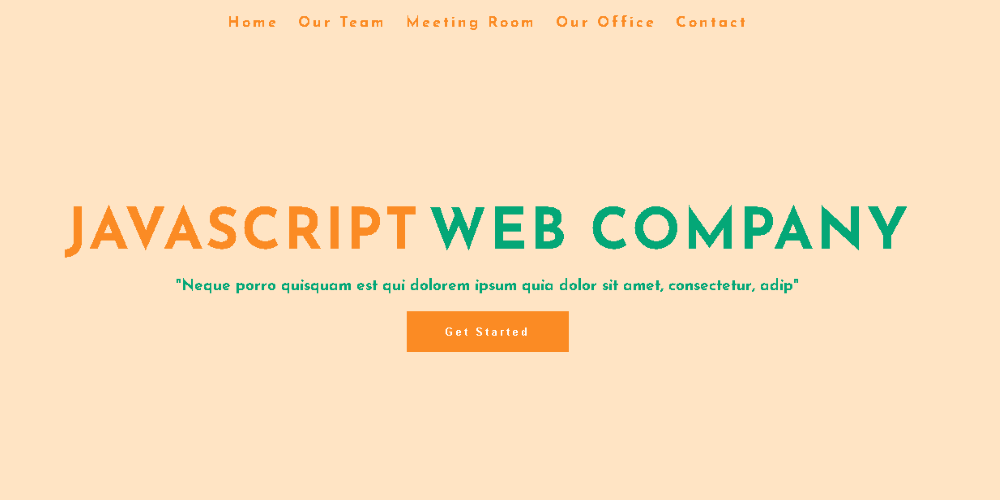 Home Our Team Meeting Room Our Office Contact
JAVASCRIPT WEB COMPANY
"Neque porro quisquam est qui dolorem ipsum quia dolor sit amet, consectetur, adip"
Get Started